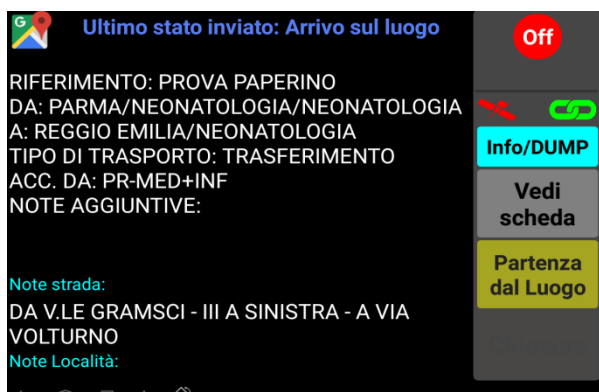 Ultimo stato inviato: Arrivo sul luogo
Off
RIFERIMENTO: PROVA PAPERINO
DA: PARMA/NEONATOLOGIA/NEONATOLOGIA
A: REGGIO EMILIA/NEONATOLOGIA
TIPO DI TRASPORTO: TRASFERIMENTO
ACC. DA: PR-MED+INF
NOTE AGGIUNTIVE:
Info/DUMP
Vedi
scheda
Partenza
dal Luogo
Note strada:
DA V.LE GRAMSCI - III A SINISTRA - A VIA
VOLTURNO
Note Località: